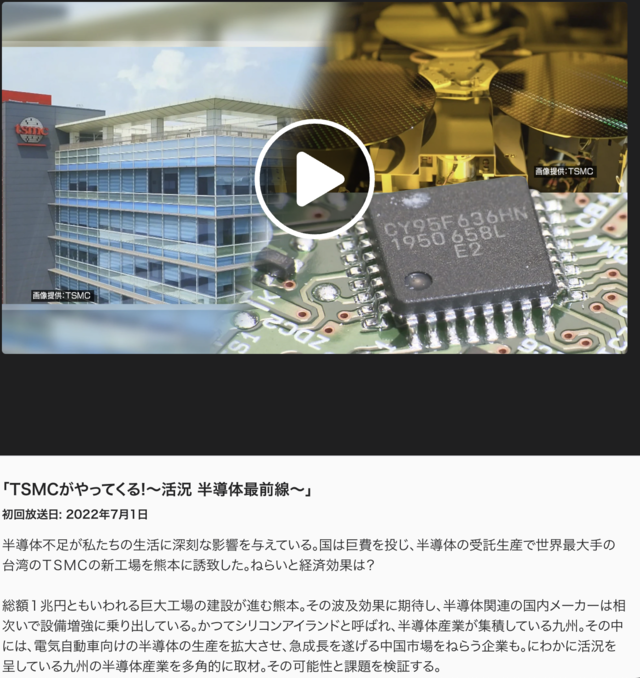 tsmc
画像提供：TSMC
画像提供：TSMC
CY95F636HN
1950 658L
E2
ZDC2
「TSMCがやってくる！〜活況 半導体最前線〜」
初回放送日: 2022年7月1日
半導体不足が私たちの生活に深刻な影響を与えている。国は巨費を投じ、半導体の受託生産で世界最大手の
台湾のＴＳＭＣの新工場を熊本に誘致した。ねらいと経済効果は？
総額１兆円ともいわれる巨大工場の建設が進む熊本。その波及効果に期待し、半導体関連の国内メーカーは相
次いで設備増強に乗り出している。かつてシリコンアイランドと呼ばれ、半導体産業が集積している九州。その中
には、電気自動車向けの半導体の生産を拡大させ、急成長を遂げる中国市場をねらう企業も。にわかに活況を
呈している九州の半導体産業を多角的に取材。その可能性と課題を検証する。